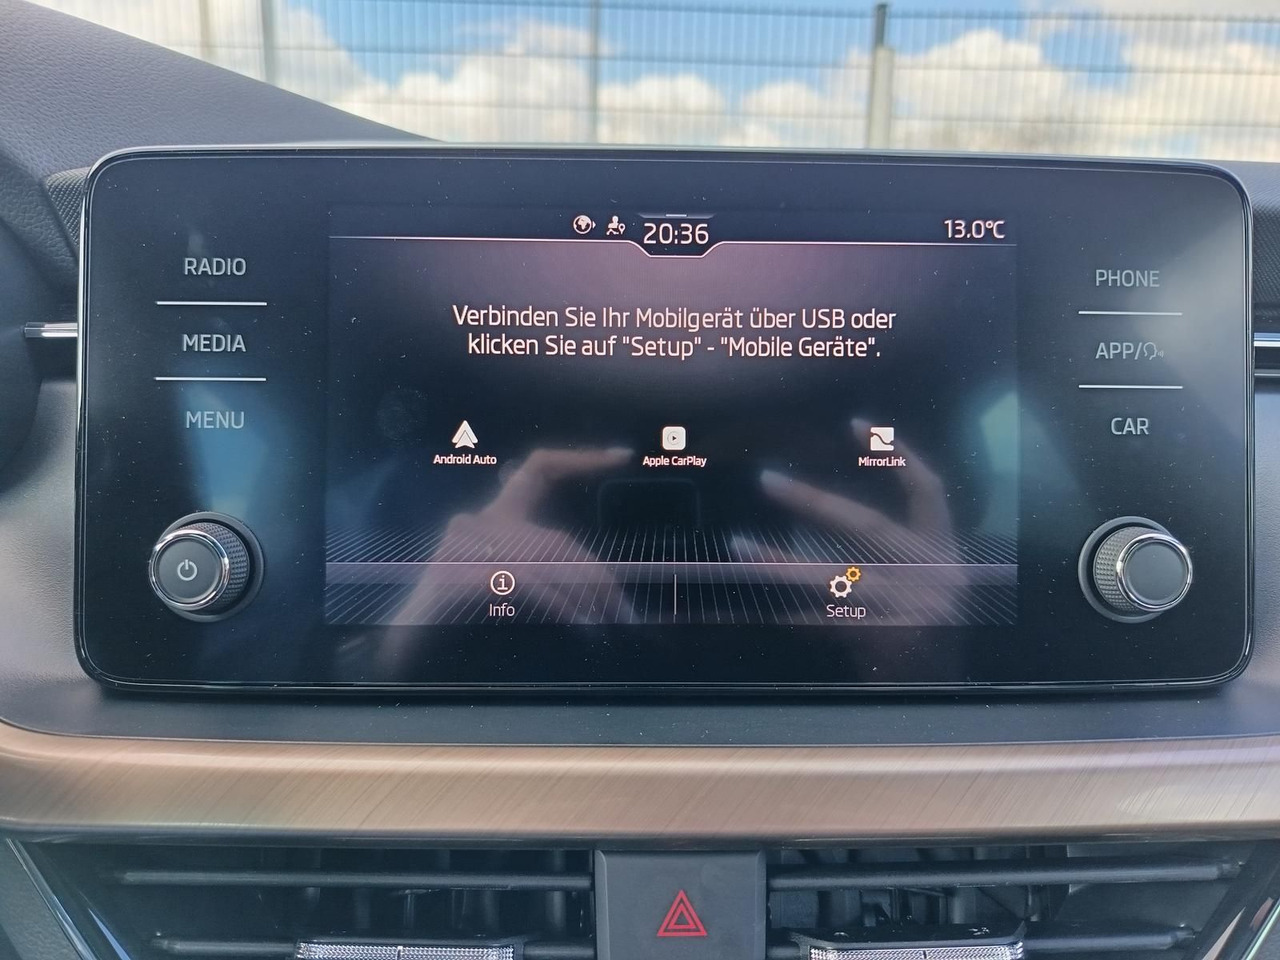 20:36
13.0°C
RADIO
MEDIA
MENU
Verbinden Sie Ihr Mobilgerät über USB oder
klicken Sie auf "Setup" - "Mobile Geräte".
Android Auto
Apple CarPlay
MirrorLink
Info
Setup
PHONE
APP/
CAR